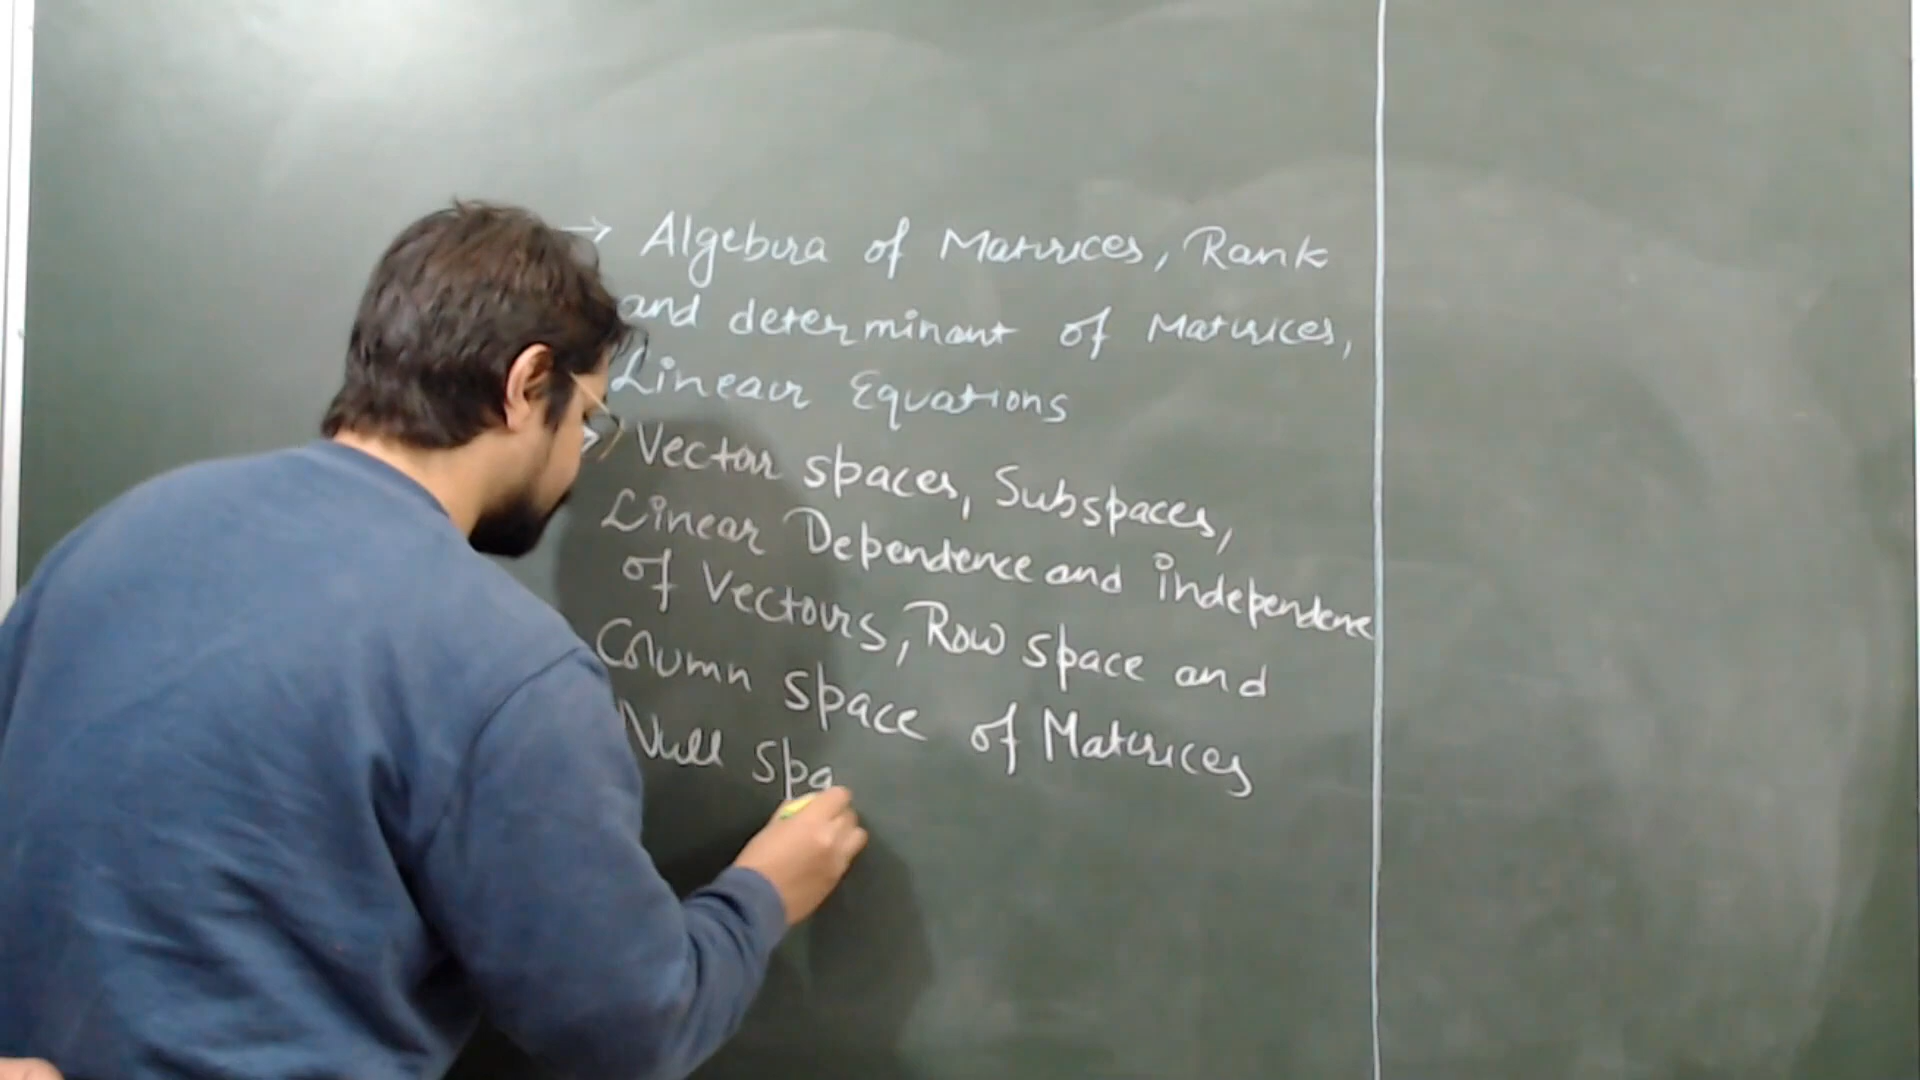 → Algebra of Matrices, Rank
and determinant of Matrices,
Linear Equations
→ Vector spaces, Subspaces,
Linear Dependence and independence
of Vectors, Row space and
Column space of Matrices
Null spa